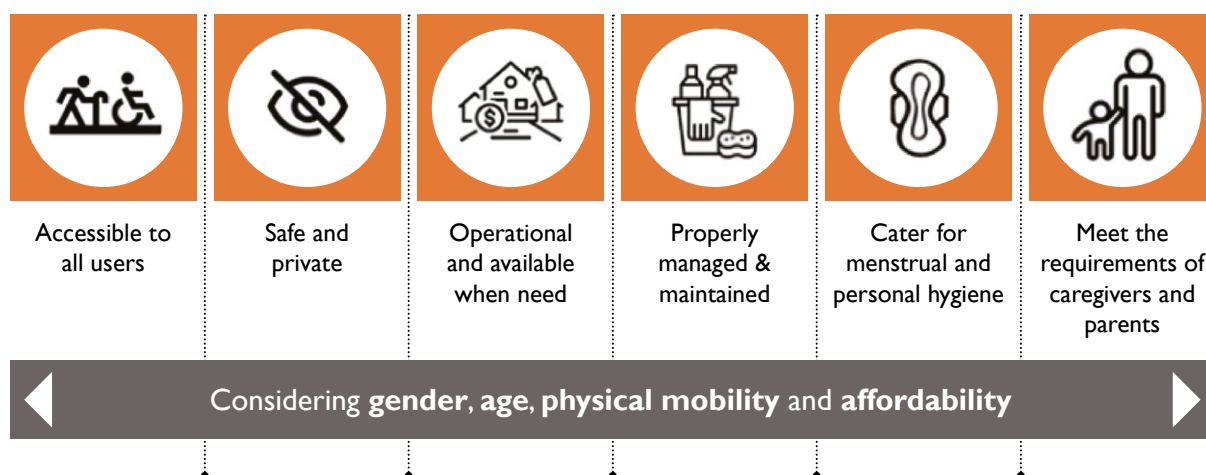 $
Accessible to
all users
Safe and
private
Operational
and available
when need
Properly
managed &
maintained
Cater for
menstrual and
personal hygiene
Meet the
requirements of
caregivers and
parents
Considering gender, age, physical mobility and affordability